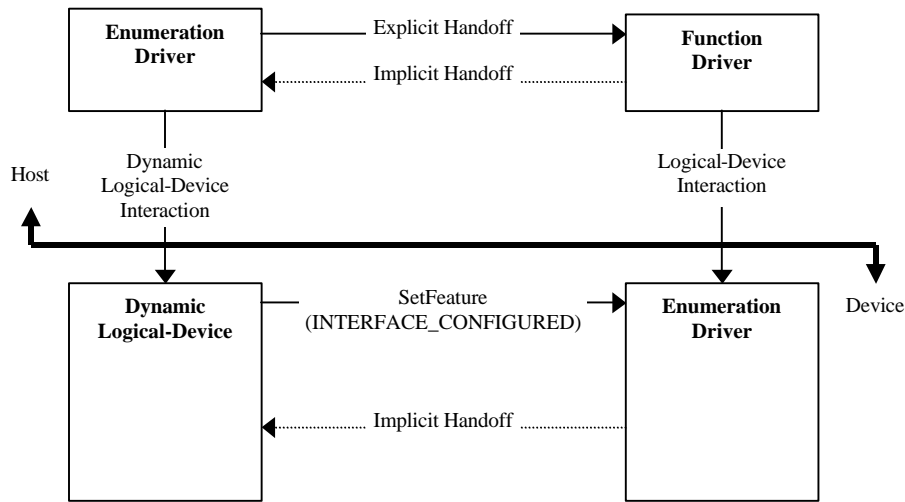 Enumeration
Driver
Explicit Handoff
Implicit Handoff
Function
Driver
Dynamic
Logical-Device
Interaction
Logical-Device
Interaction
Host
Device
Dynamic
Logical-Device
SetFeature
(INTERFACE_CONFIGURED)
Enumeration
Driver
Implicit Handoff